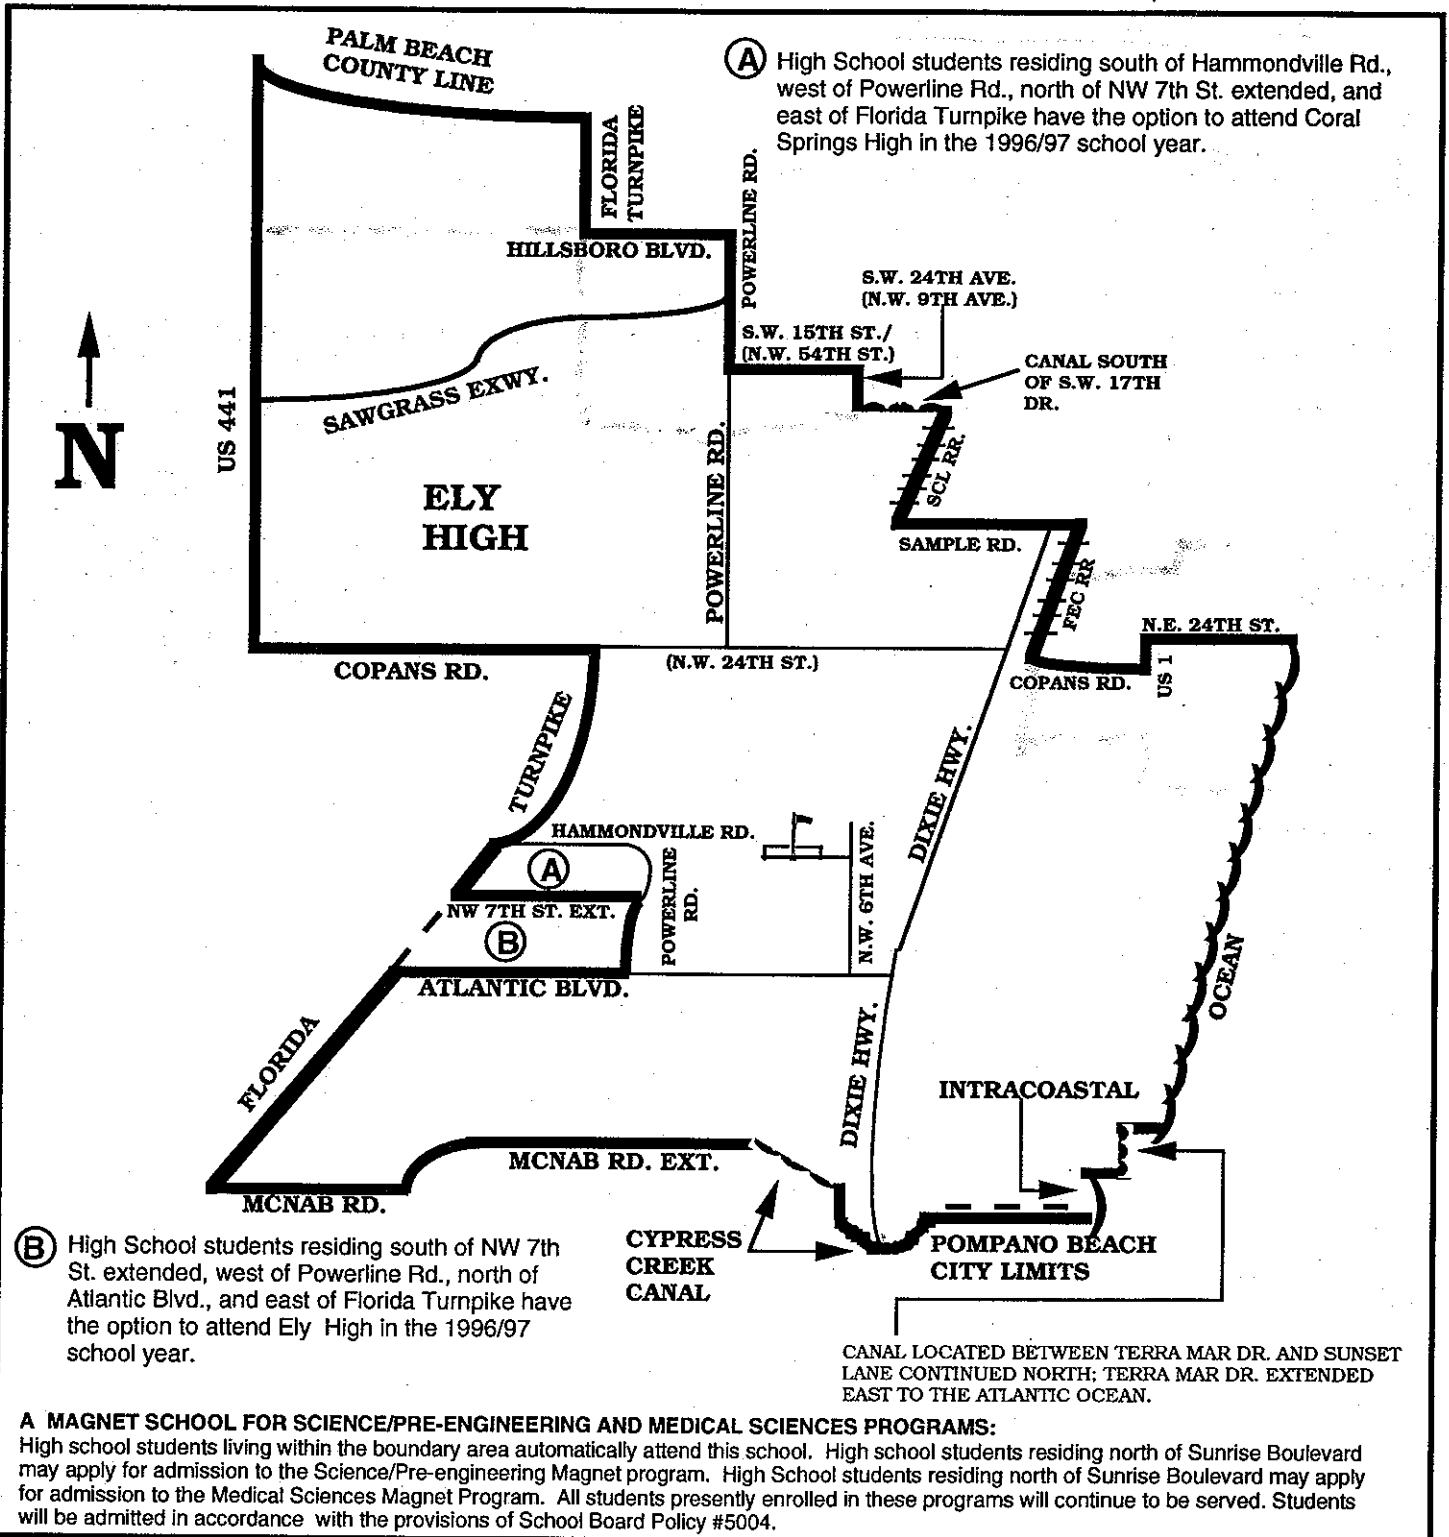 PALM BEACH
COUNTY LINE
Ⓐ High School students residing south of Hammondville Rd.,
west of Powerline Rd., north of NW 7th St. extended, and
east of Florida Turnpike have the option to attend Coral
Springs High in the 1996/97 school year.
FLORIDA
TURNPIKE
POWERLINE RD.
HILLSBORO BLVD.
S.W. 24TH AVE.
(N.W. 9TH AVE.)
S.W. 15TH ST./
(N.W. 54TH ST.)
CANAL SOUTH
OF S.W. 17TH
DR.
N
US 441
SAWGRASS EXWY.
POWERLINE RD.
SCL RR.
ELY
HIGH
SAMPLE RD.
FEC RR
N.E. 24TH ST.
COPANS RD.
(N.W. 24TH ST.)
COPANS RD.
US 1
TURNPIKE
DIXIE HWY.
HAMMONDVILLE RD.
A
POWERLINE
RD.
N.W. 6TH AVE.
NW 7TH ST. EXT.
B
ATLANTIC BLVD.
OCEAN
FLORIDA
DIXIE HWY.
INTRACOASTAL
MCNAB RD. EXT.
MCNAB RD.
CYPRESS
CREEK
CANAL
POMPANO BEACH
CITY LIMITS
Ⓑ High School students residing south of NW 7th
St. extended, west of Powerline Rd., north of
Atlantic Blvd., and east of Florida Turnpike have
the option to attend Ely High in the 1996/97
school year.
CANAL LOCATED BETWEEN TERRA MAR DR. AND SUNSET
LANE CONTINUED NORTH; TERRA MAR DR. EXTENDED
EAST TO THE ATLANTIC OCEAN.
A MAGNET SCHOOL FOR SCIENCE/PRE-ENGINEERING AND MEDICAL SCIENCES PROGRAMS:
High school students living within the boundary area automatically attend this school. High school students residing north of Sunrise Boulevard
may apply for admission to the Science/Pre-engineering Magnet program. High School students residing north of Sunrise Boulevard may apply
for admission to the Medical Sciences Magnet Program. All students presently enrolled in these programs will continue to be served. Students
will be admitted in accordance with the provisions of School Board Policy #5004.